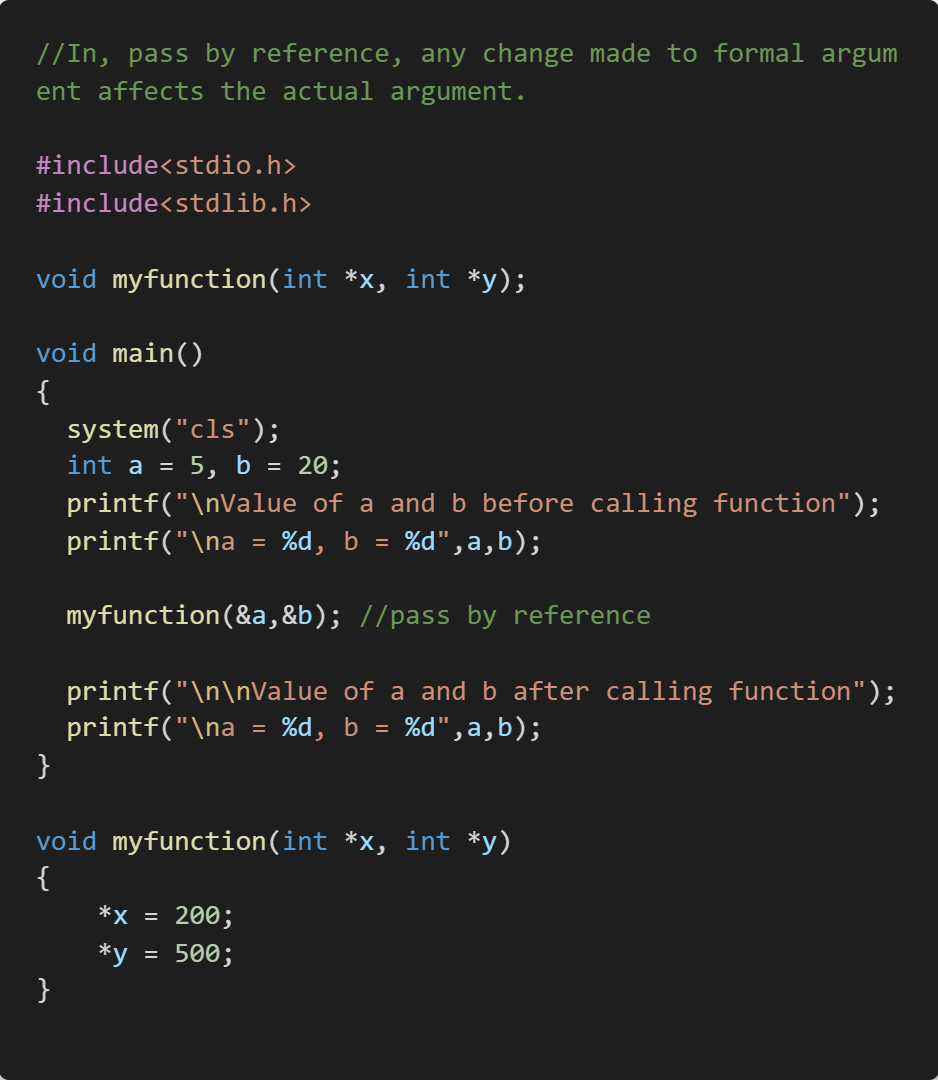 //In, pass by reference, any change made to formal argum
ent affects the actual argument.
#include<stdio.h>
#include<stdlib.h>
void myfunction(int *x, int *y);
void main()
{
  system("cls");
  int a = 5, b = 20;
  printf("\nValue of a and b before calling function");
  printf("\na = %d, b = %d",a,b);
  myfunction(&a,&b); //pass by reference
  printf("\n\nValue of a and b after calling function");
  printf("\na = %d, b = %d",a,b);
}
void myfunction(int *x, int *y)
{
    *x = 200;
    *y = 500;
}